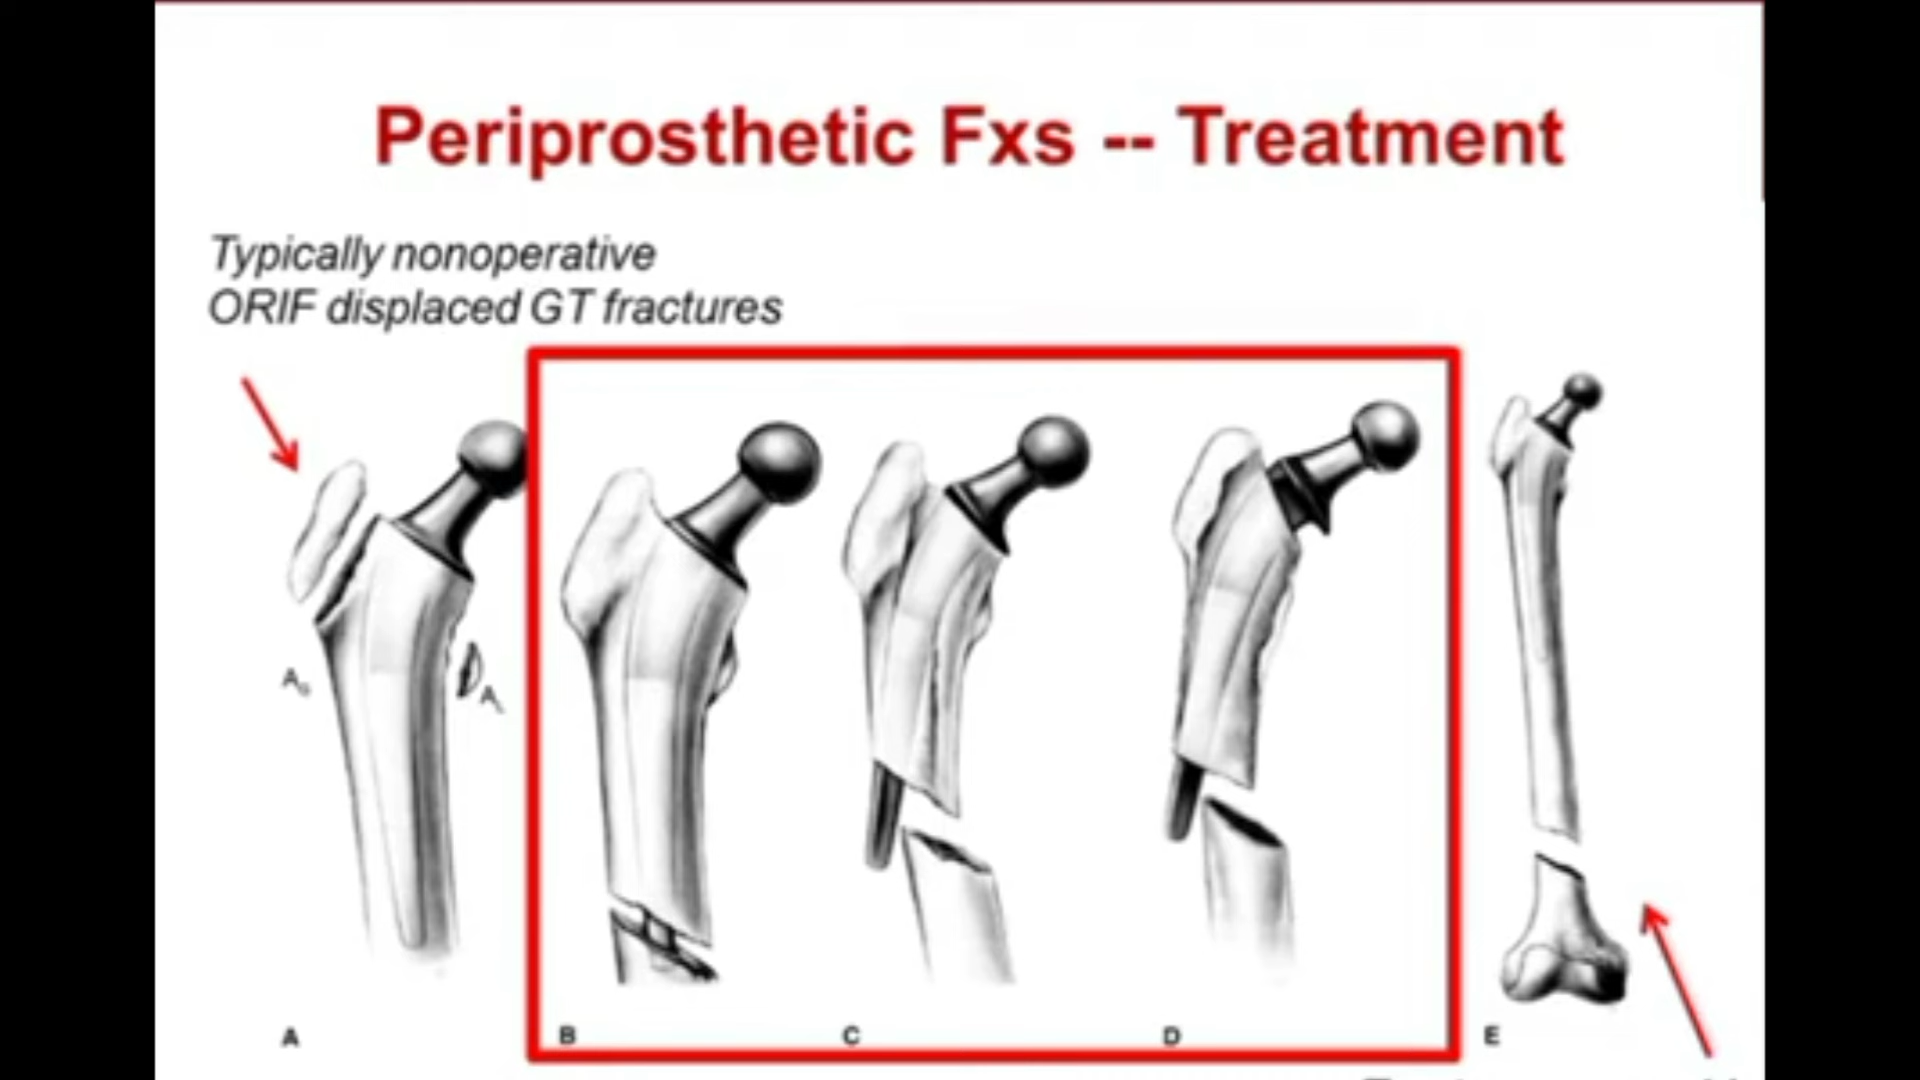 Periprosthetic Fxs -- Treatment
Typically nonoperative
ORIF displaced GT fractures
A
A B C D E